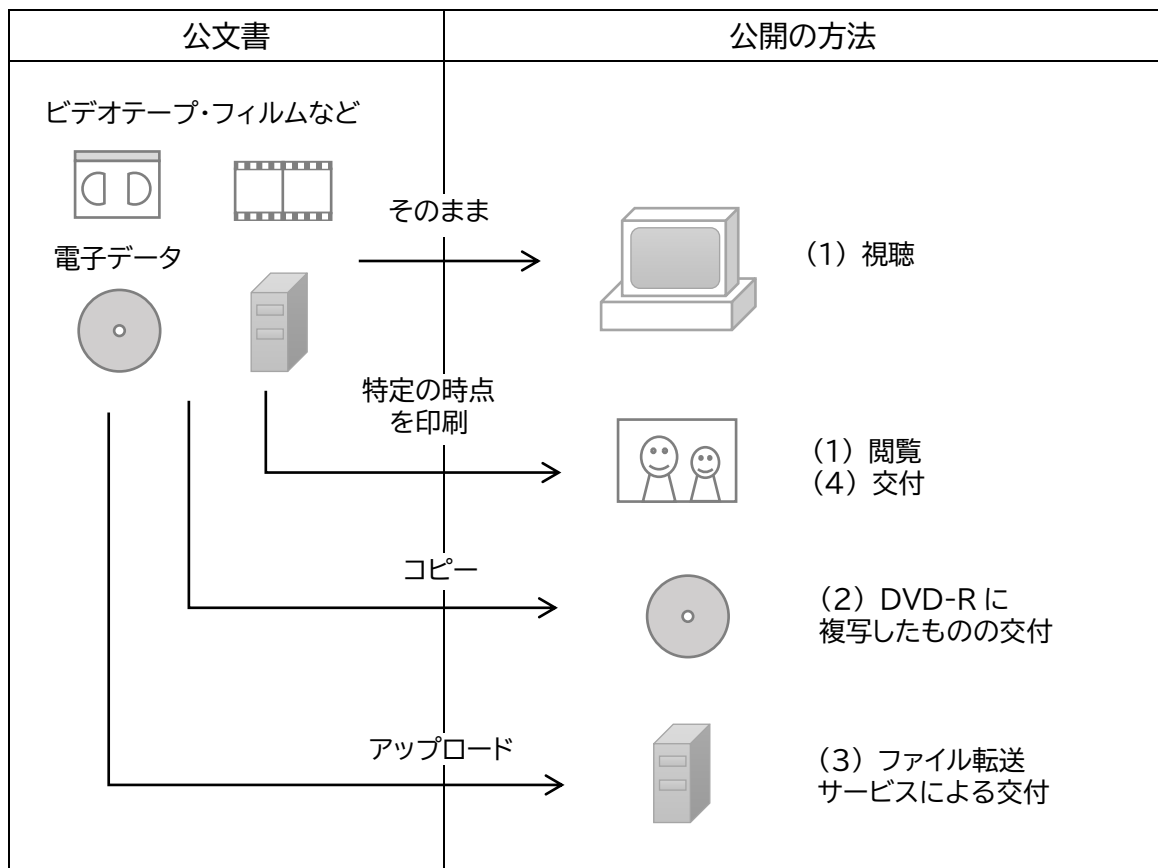 公文書
公開の方法
ビデオテープ・フィルムなど
電子データ
そのまま
(1) 視聴
特定の時点
を印刷
(1) 閲覧
(4) 交付
コピー
(2) DVD-R に
複写したものの交付
アップロード
(3) ファイル転送
サービスによる交付